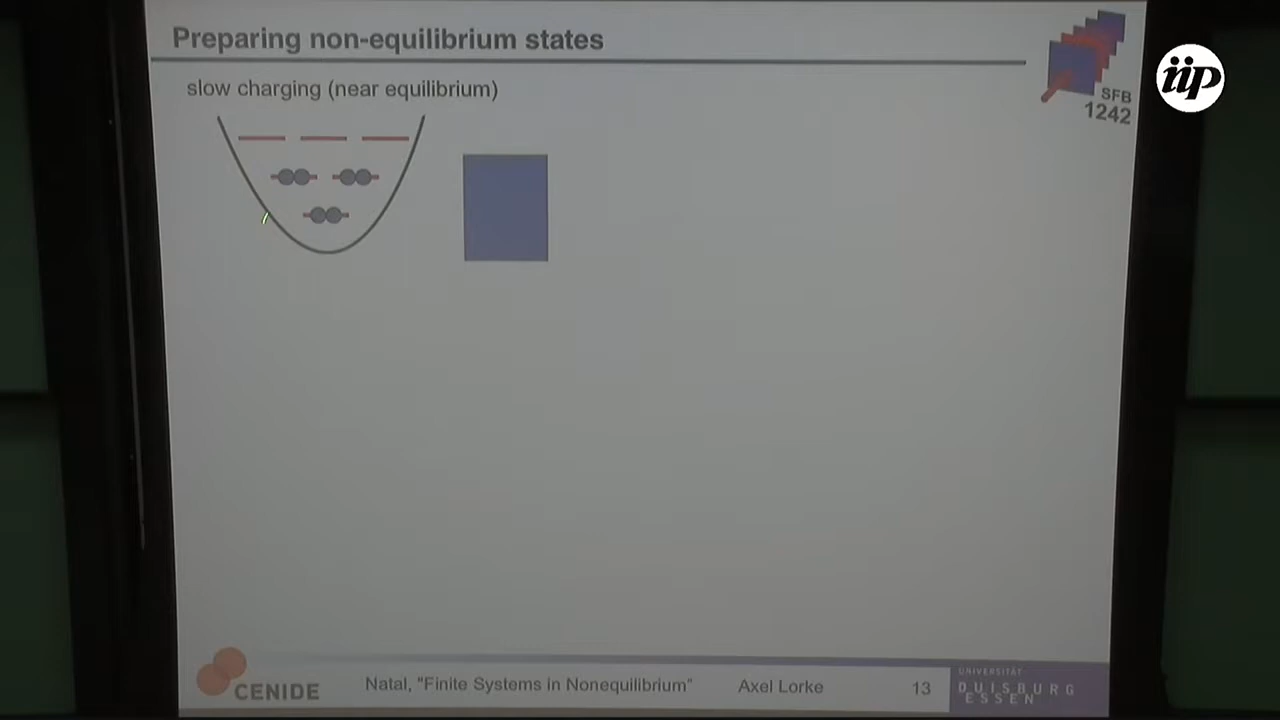 Preparing non-equilibrium states
slow charging (near equilibrium)
SFB
1242
iip
CENIDE
Natal, "Finite Systems in Nonequilibrium"
Axel Lorke
13
UNIVERSITÄT
DUISBURG
ESSEN